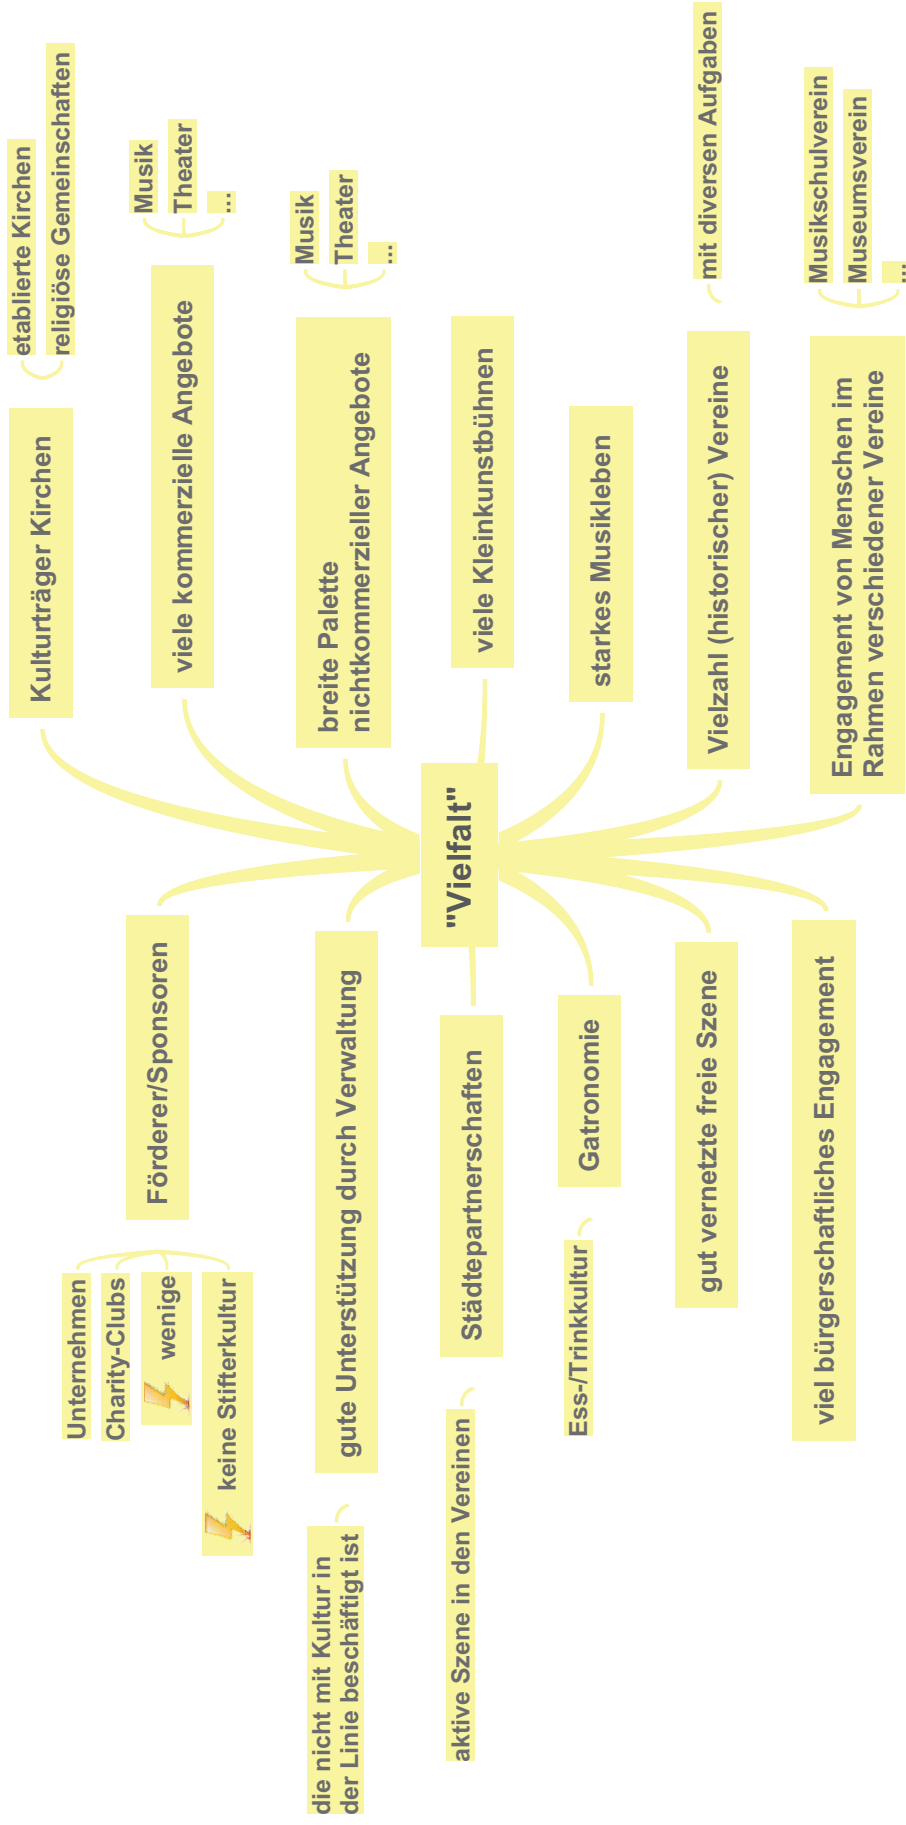 "Vielfalt"
Kulturträger Kirchen
etablierte Kirchen
religiöse Gemeinschaften
viele kommerzielle Angebote
Musik
Theater
...
breite Palette
nichtkommerzieller Angebote
Musik
Theater
...
viele Kleinkunstbühnen
starkes Musikleben
Vielzahl (historischer) Vereine
mit diversen Aufgaben
Engagement von Menschen im
Rahmen verschiedener Vereine
Musikschulverein
Museumsverein
...
Förderer/Sponsoren
Unternehmen
Charity-Clubs
wenige
keine Stifterkultur
gute Unterstützung durch Verwaltung
die nicht mit Kultur in
der Linie beschäftigt ist
Städtepartnerschaften
aktive Szene in den Vereinen
Gatronomie
Ess-/Trinkkultur
gut vernetzte freie Szene
viel bürgerschaftliches Engagement